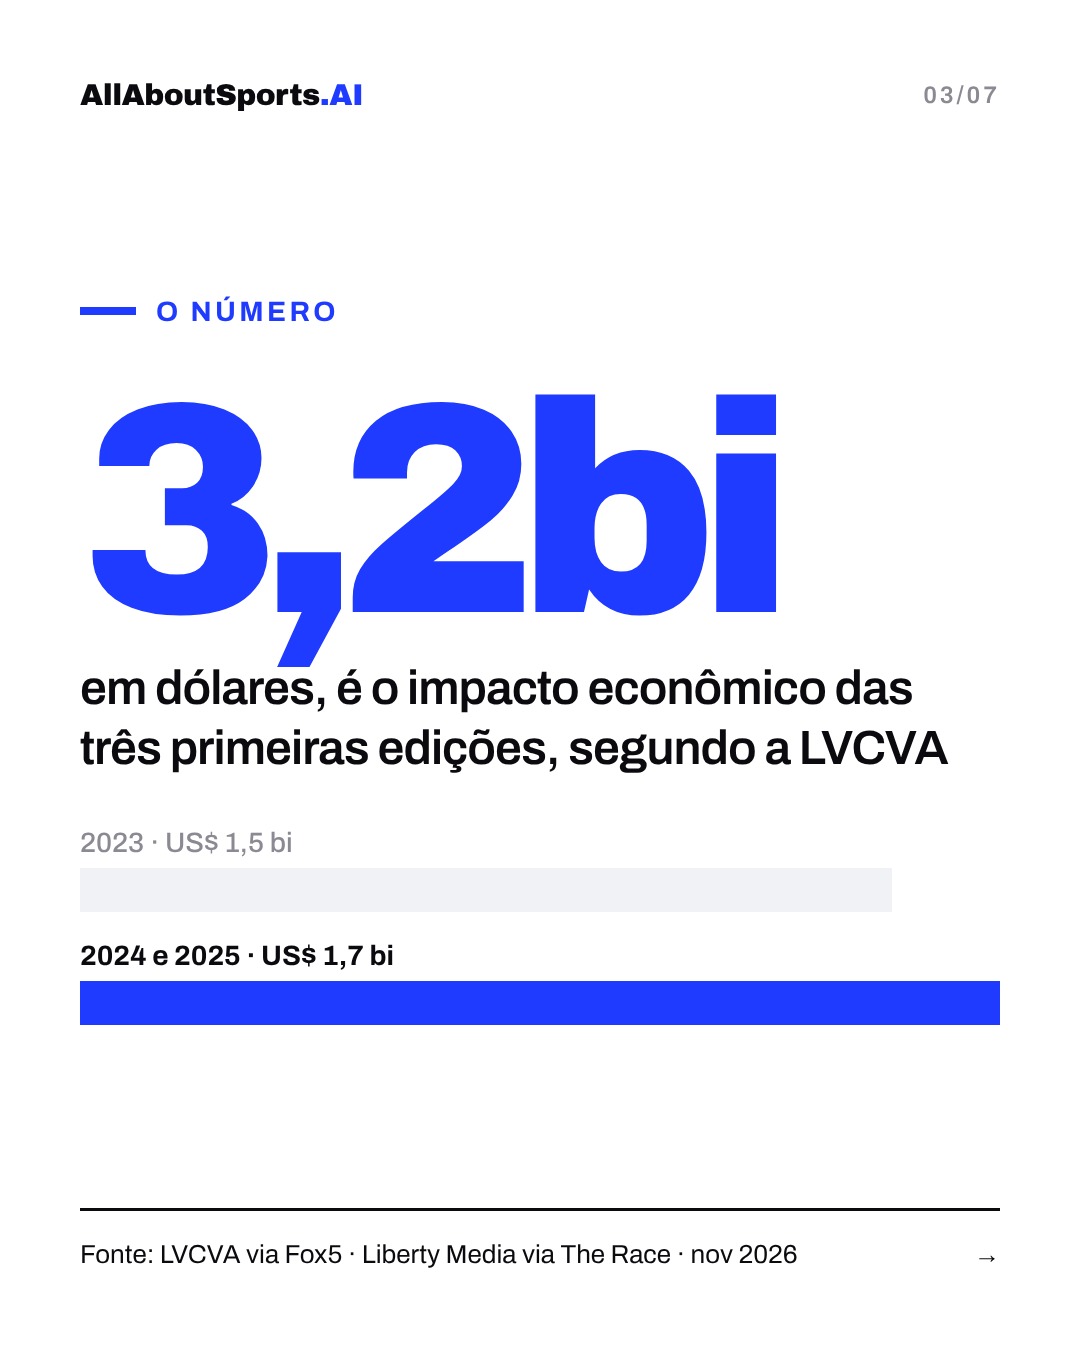 AllAboutSports.AI
03/07
O NÚMERO
3,2bi
em dólares, é o impacto econômico das
três primeiras edições, segundo a LVCVA
2023 · US$ 1,5 bi
2024 e 2025 · US$ 1,7 bi
Fonte: LVCVA via Fox5 · Liberty Media via The Race · nov 2026 →